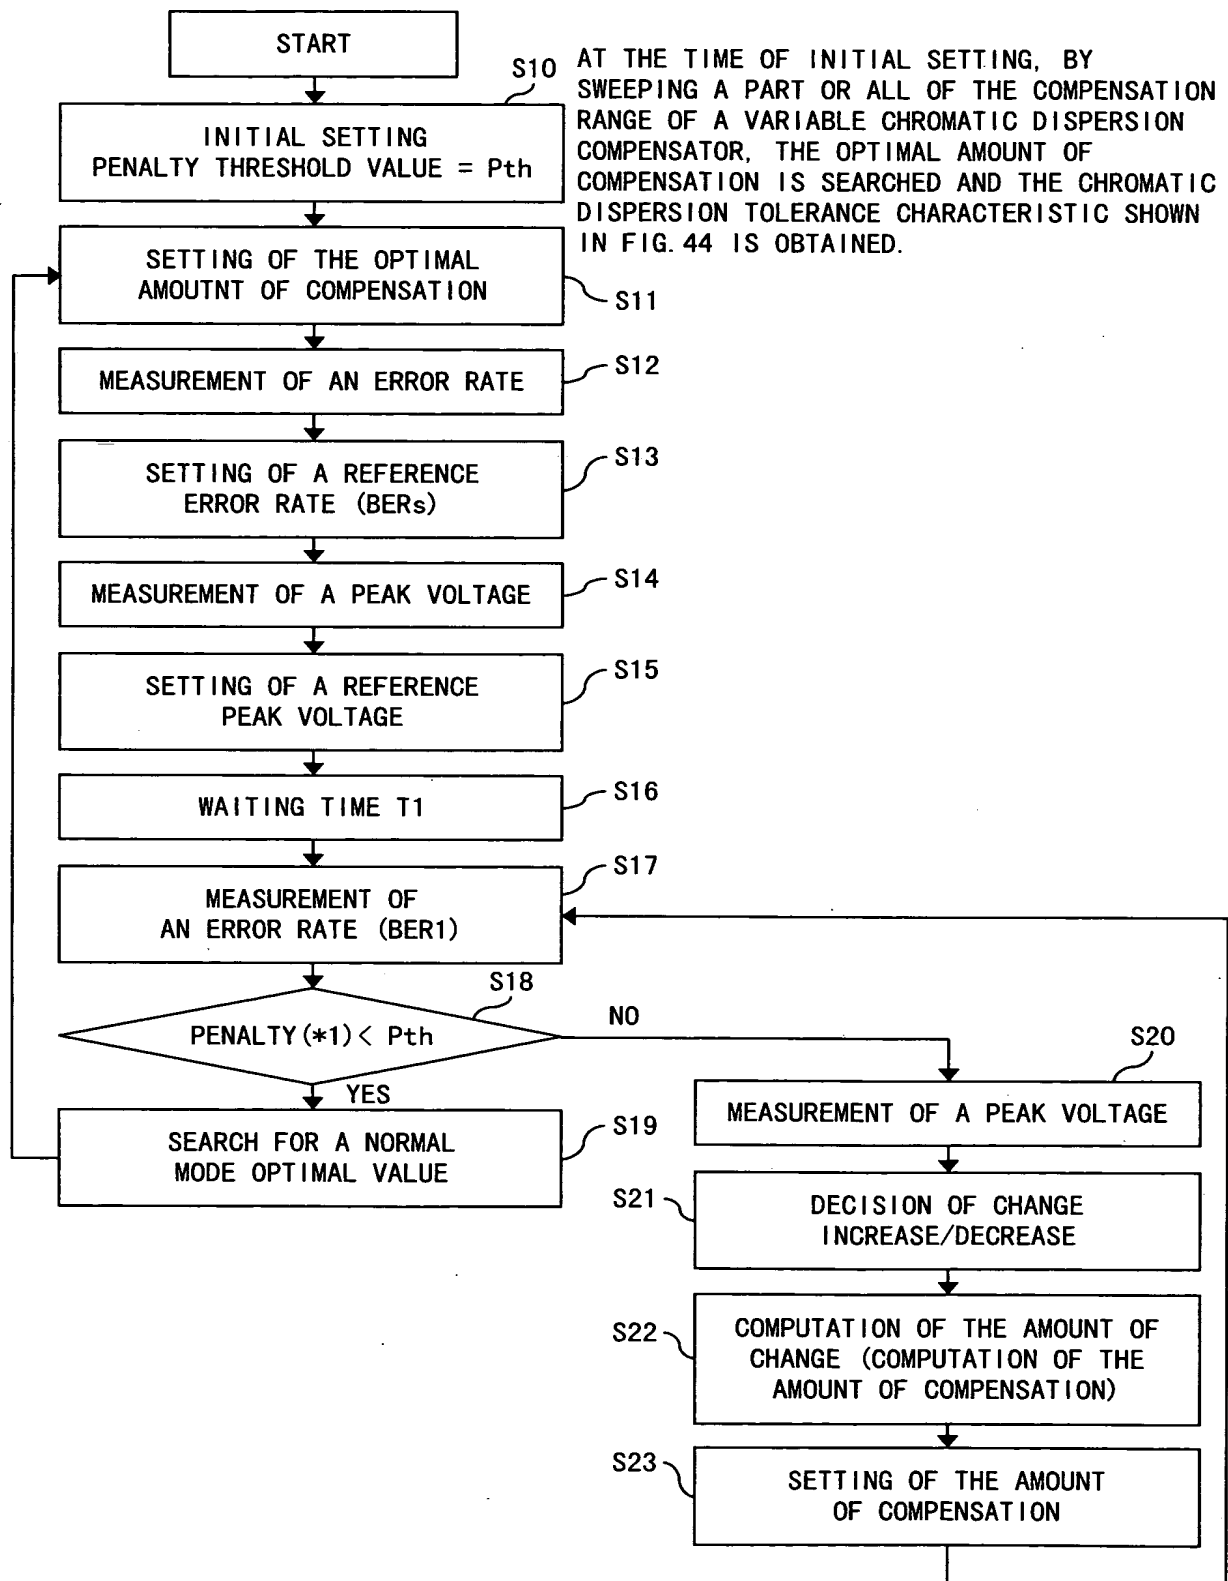 START
S10
AT THE TIME OF INITIAL SETTING, BY
SWEEPING A PART OR ALL OF THE COMPENSATION
RANGE OF A VARIABLE CHROMATIC DISPERSION
COMPENSATOR, THE OPTIMAL AMOUNT OF
COMPENSATION IS SEARCHED AND THE CHROMATIC
DISPERSION TOLERANCE CHARACTERISTIC SHOWN
IN FIG. 44 IS OBTAINED.
INITIAL SETTING
PENALTY THRESHOLD VALUE = Pth
SETTING OF THE OPTIMAL
AMOUTNT OF COMPENSATION
S11
MEASUREMENT OF AN ERROR RATE
S12
SETTING OF A REFERENCE
ERROR RATE (BERs)
S13
MEASUREMENT OF A PEAK VOLTAGE
S14
SETTING OF A REFERENCE
PEAK VOLTAGE
S15
WAITING TIME T1
S16
MEASUREMENT OF
AN ERROR RATE (BER1)
S17
PENALTY(*1)< Pth
S18
NO
YES
SEARCH FOR A NORMAL
MODE OPTIMAL VALUE
S19
S20
MEASUREMENT OF A PEAK VOLTAGE
S21
DECISION OF CHANGE
INCREASE/DECREASE
S22
COMPUTATION OF THE AMOUNT OF
CHANGE (COMPUTATION OF THE
AMOUNT OF COMPENSATION)
S23
SETTING OF THE AMOUNT
OF COMPENSATION